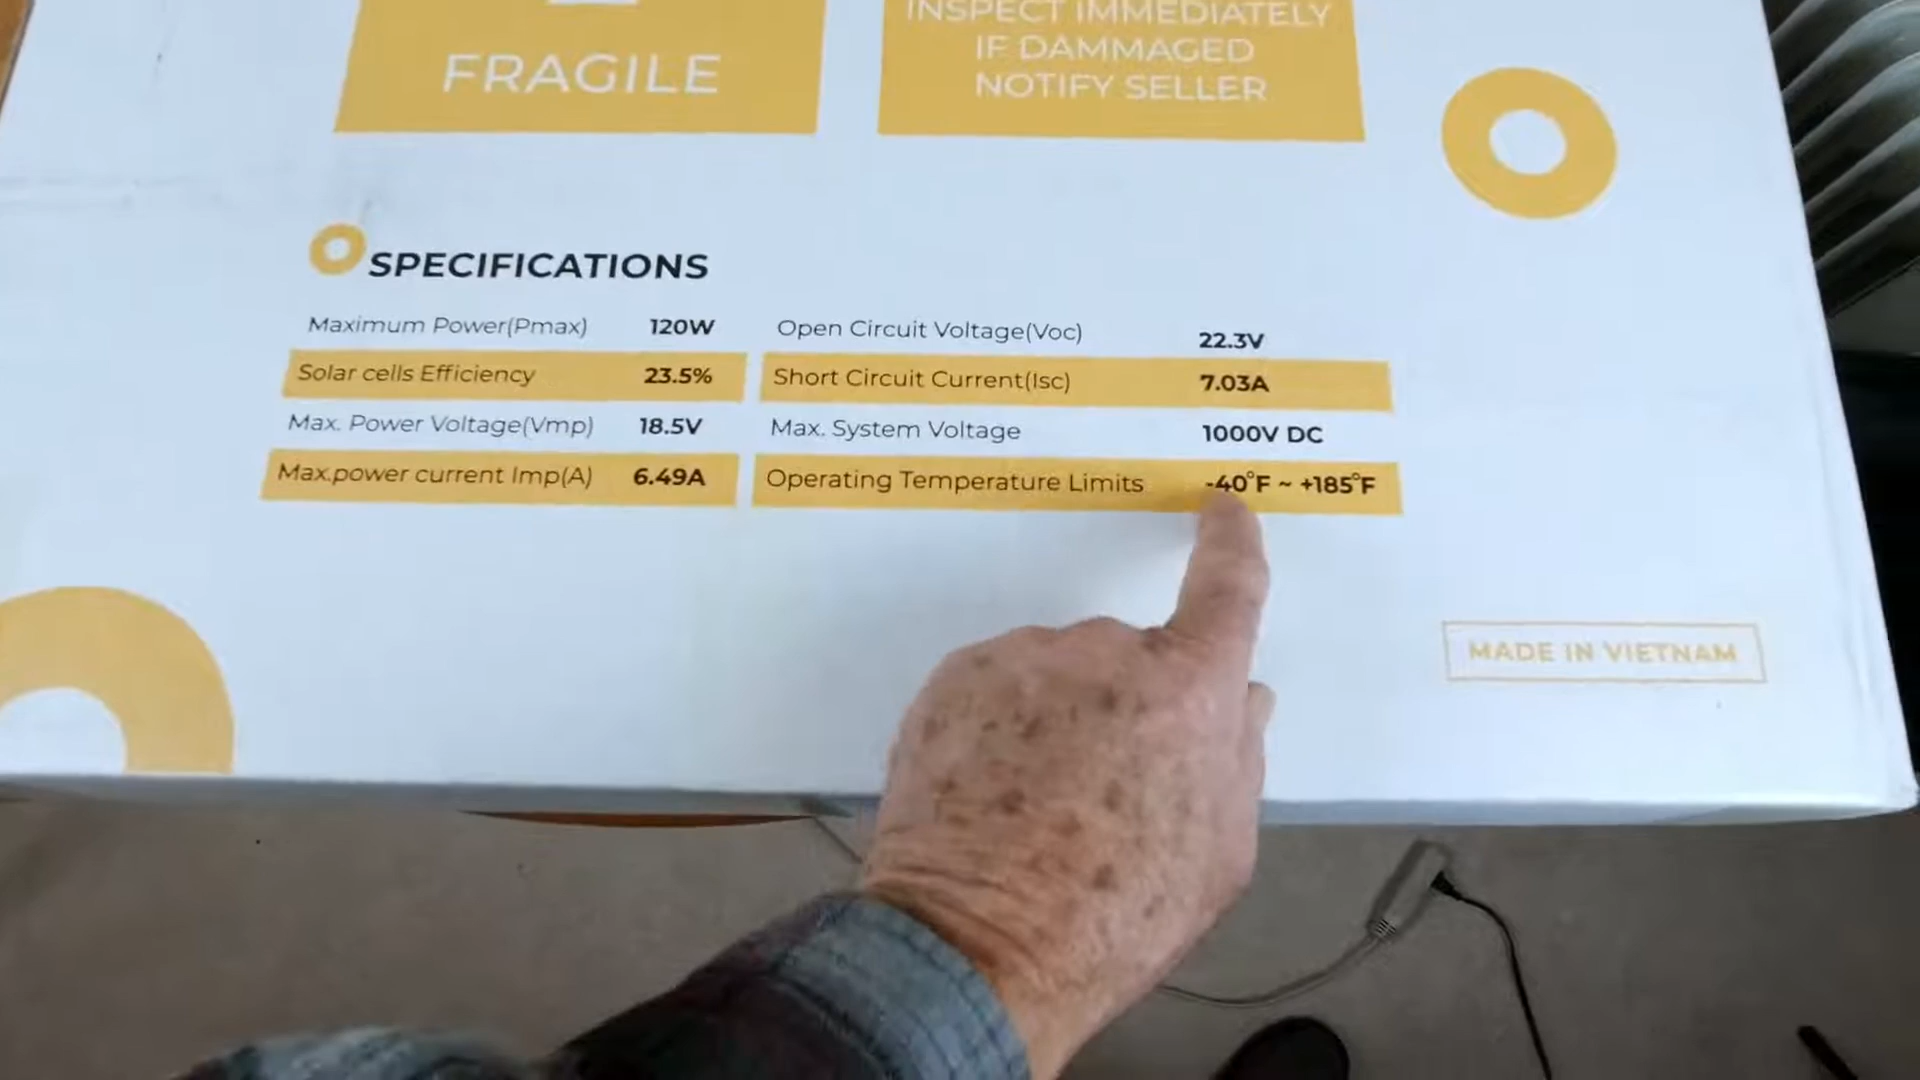 FRAGILE
INSPECT IMMEDIATELY
IF DAMMAGED
NOTIFY SELLER
SPECIFICATIONS
Maximum Power(Pmax) 120W
Solar cells Efficiency 23.5%
Max. Power Voltage(Vmp) 18.5V
Max.power current Imp(A) 6.49A
Open Circuit Voltage(Voc) 22.3V
Short Circuit Current(Isc) 7.03A
Max. System Voltage 1000V DC
Operating Temperature Limits -40°F ~ +185°F
MADE IN VIETNAM